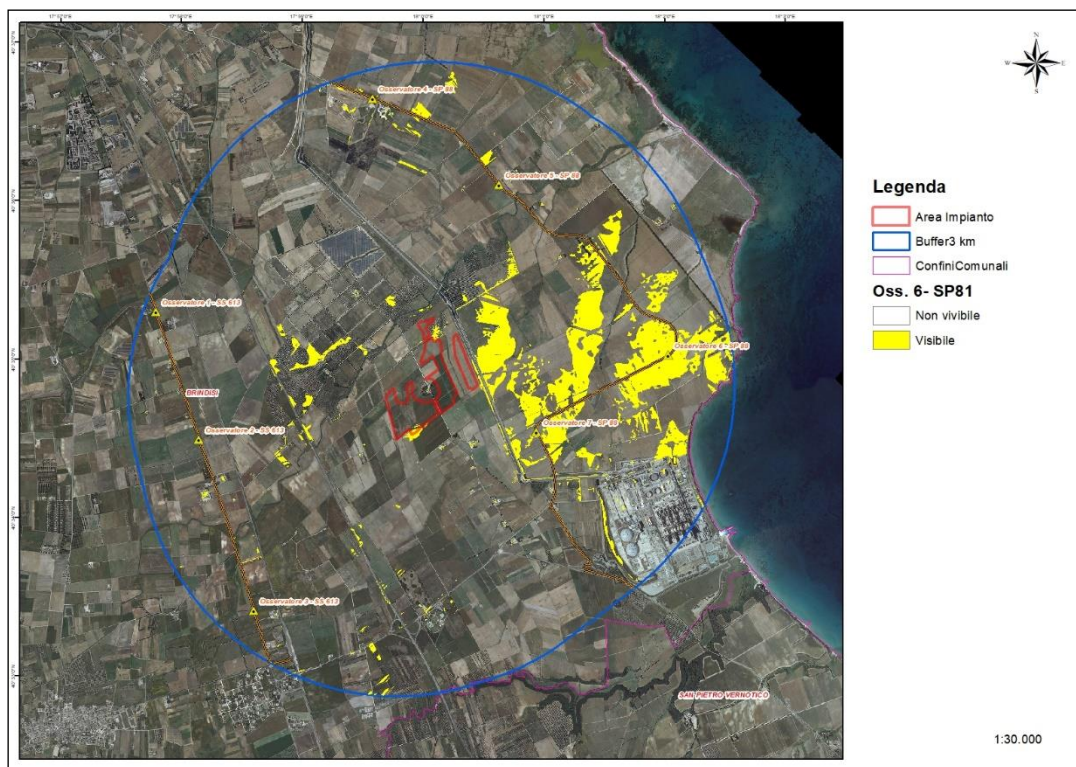 N
W
E
S
Osservatore 4 - SP 88
Osservatore 5 - SP 88
Osservatore 1 - SS 613
Osservatore 6 - SP 88
BRINDISI
Osservatore 7 - SP 88
Osservatore 2 - SS 613
Osservatore 3 - SS 613
SAN PIETRO VERNOTICO
Legenda
Area Impianto
Buffer3 km
ConfiniComunali
Oss. 6- SP81
Non vivibile
Visibile
1:30.000